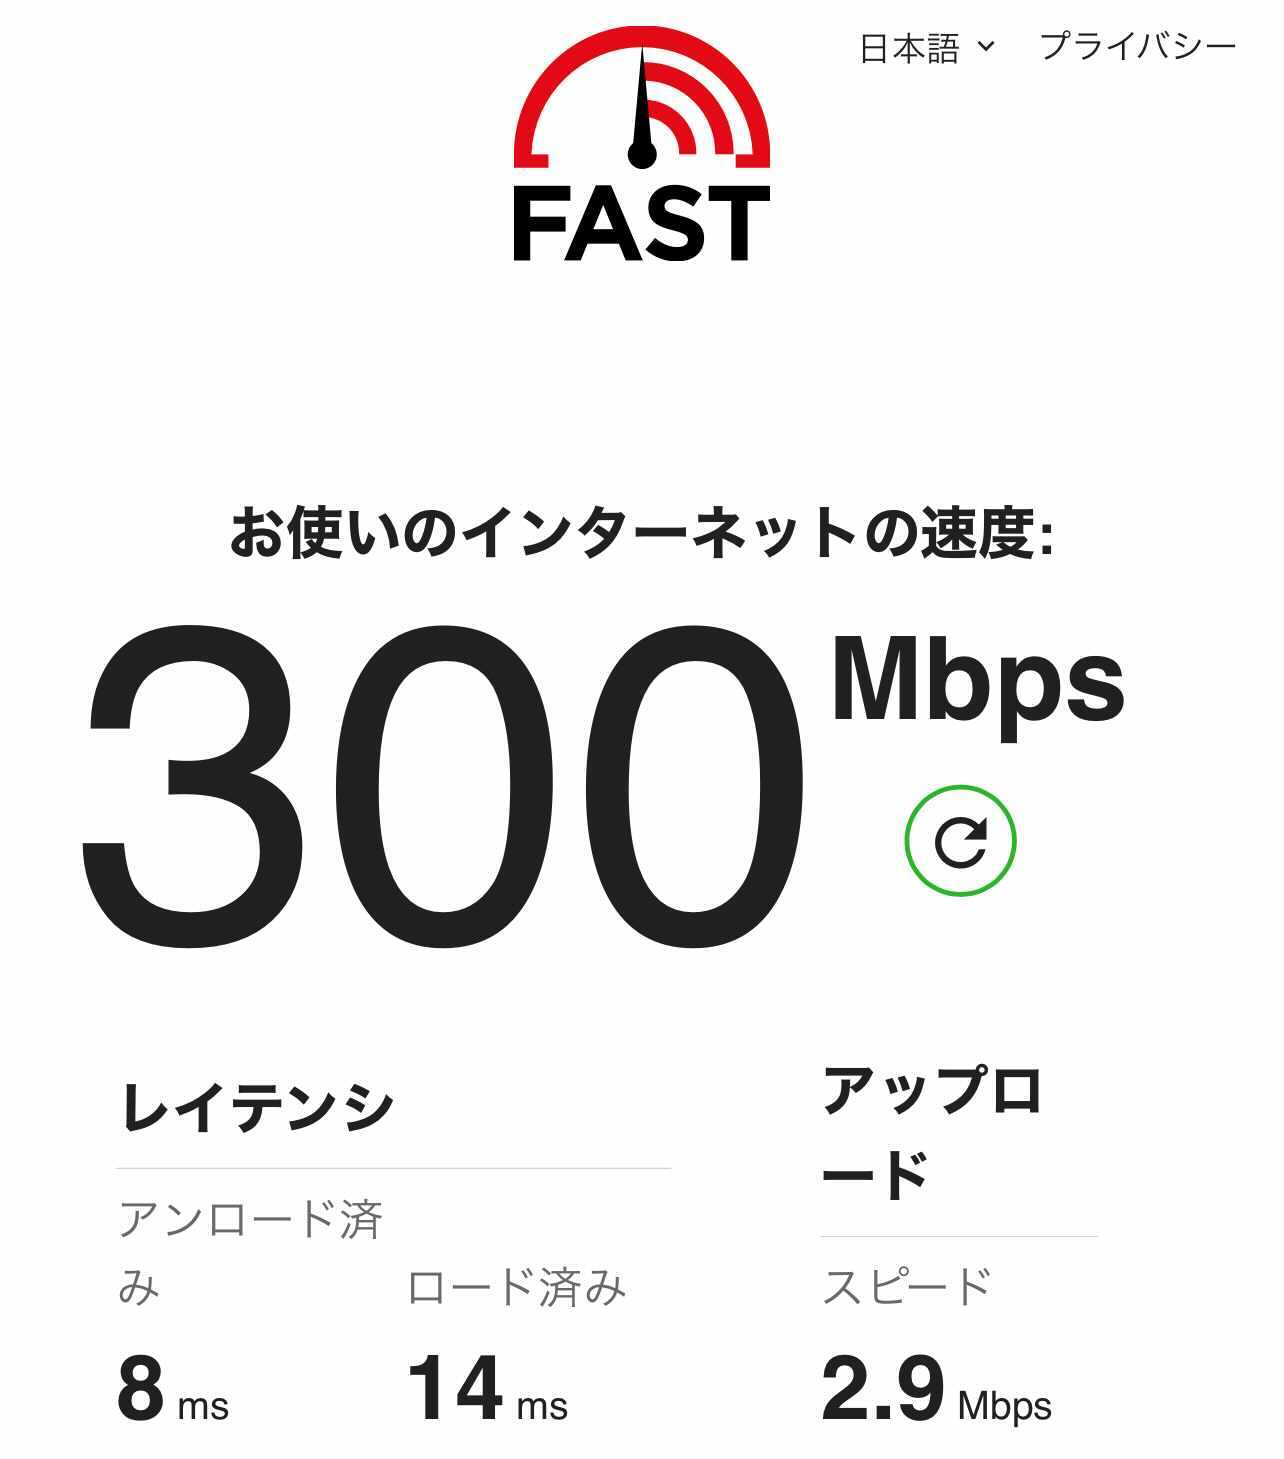 日本語 プライバシー
FAST
お使いのインターネットの速度:
300 Mbps
レイテンシ
アンロード済
み
8 ms
ロード済み
14 ms
アップロ
ード
スピード
2.9 Mbps